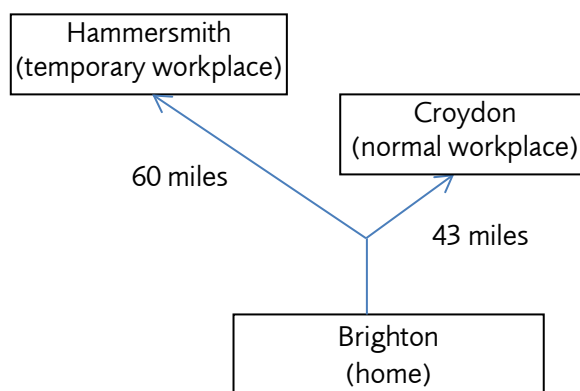 Hammersmith
(temporary workplace)
Croydon
(normal workplace)
60 miles
43 miles
Brighton
(home)